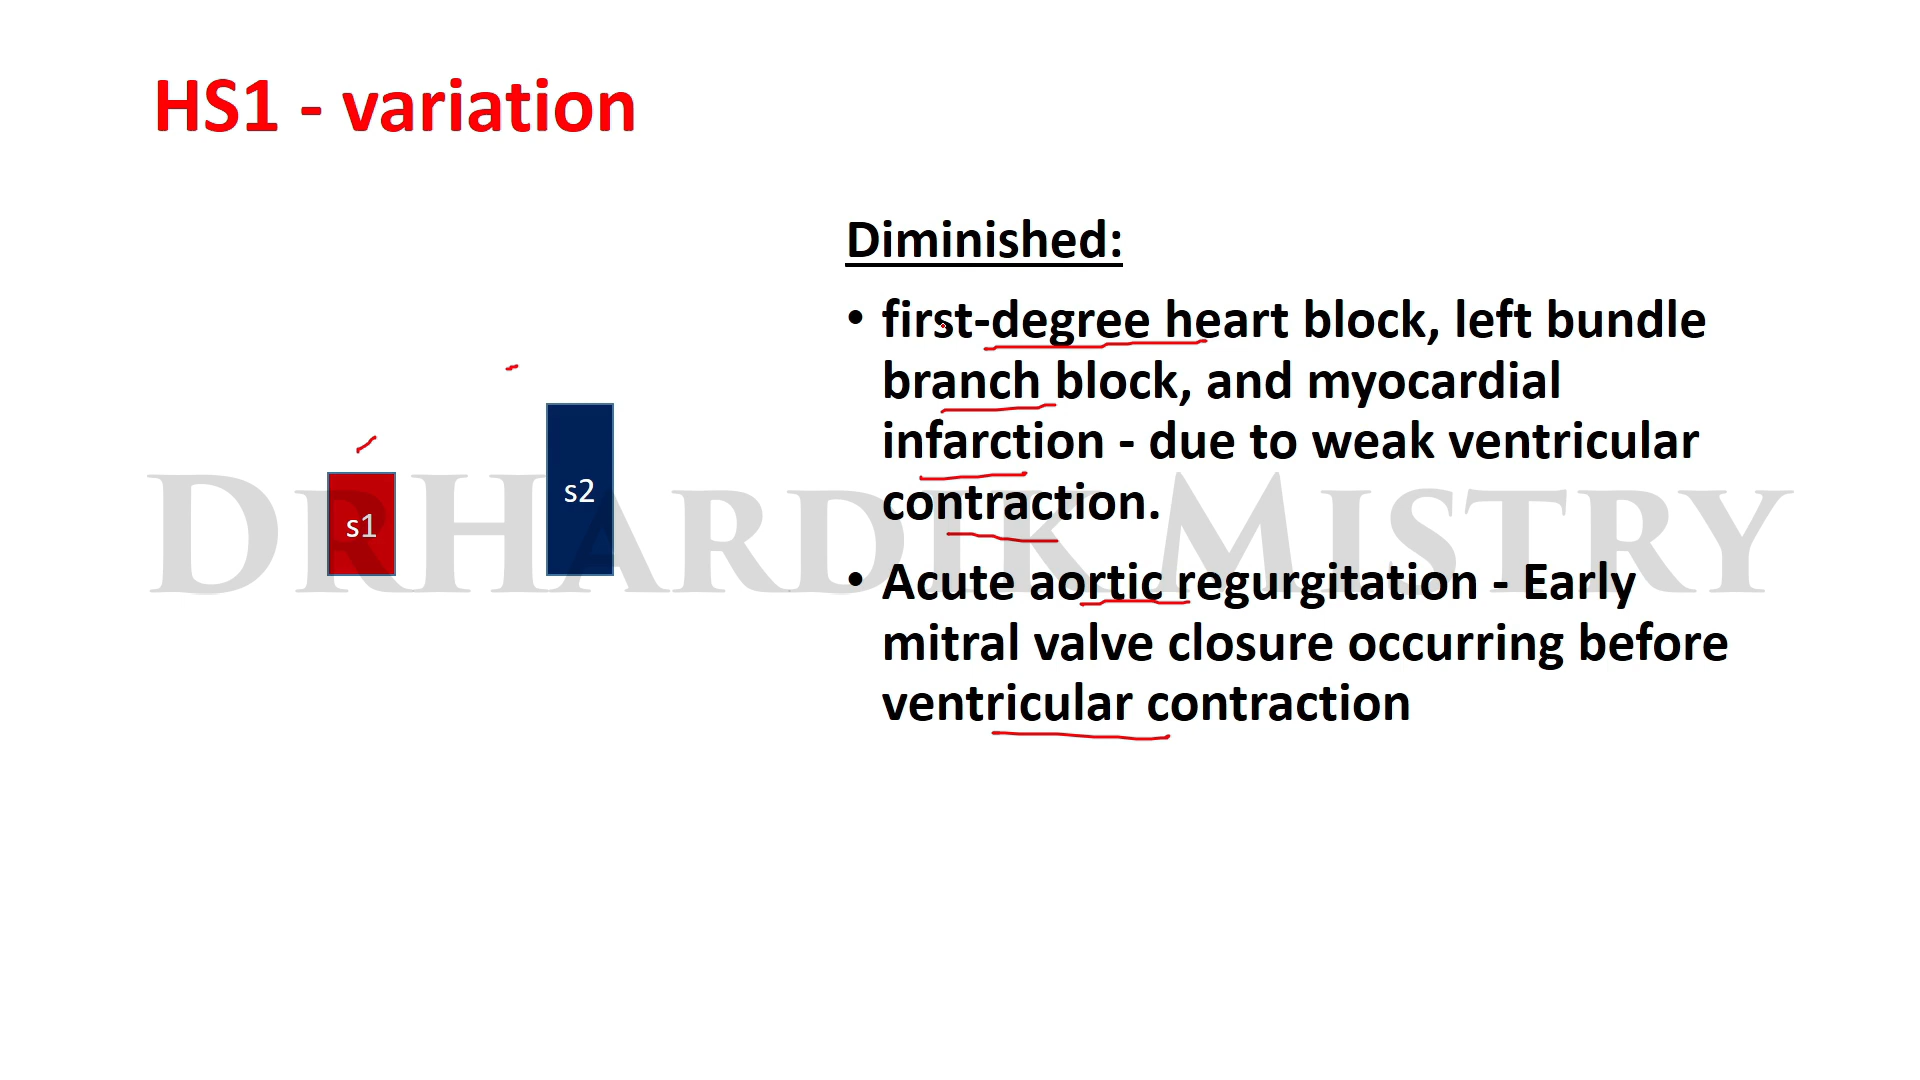 HS1 - variation
Diminished:
• first-degree heart block, left bundle
branch block, and myocardial
infarction - due to weak ventricular
contraction.
• Acute aortic regurgitation - Early
mitral valve closure occurring before
ventricular contraction
s1
s2
DRHARDIK MISTRY